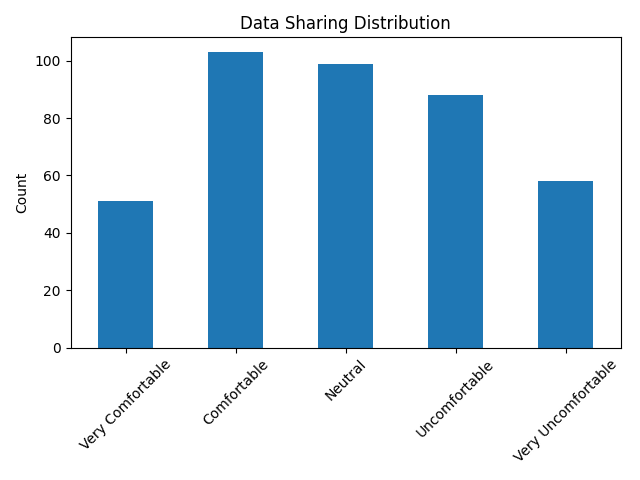 Data Sharing Distribution
Count
100
80
60
40
20
0
Very Comfortable
Comfortable
Neutral
Uncomfortable
Very Uncomfortable